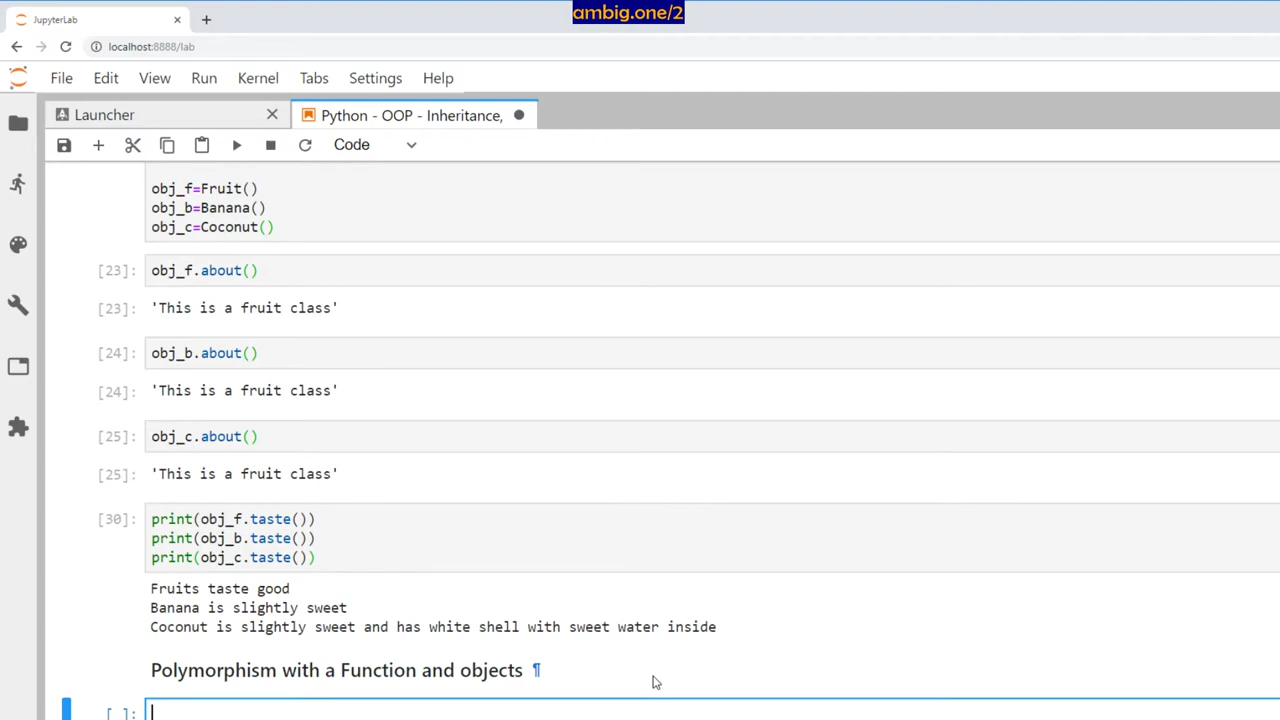 ambig.one/2
JupyterLab
localhost:8888/lab
File Edit View Run Kernel Tabs Settings Help
Launcher
Python - OOP - Inheritance,
Code
obj_f=Fruit()
obj_b=Banana()
obj_c=Coconut()
[23]: obj_f.about()
[23]: 'This is a fruit class'
[24]: obj_b.about()
[24]: 'This is a fruit class'
[25]: obj_c.about()
[25]: 'This is a fruit class'
[30]: print(obj_f.taste())
print(obj_b.taste())
print(obj_c.taste())
Fruits taste good
Banana is slightly sweet
Coconut is slightly sweet and has white shell with sweet water inside
Polymorphism with a Function and objects ¶
[ ]: